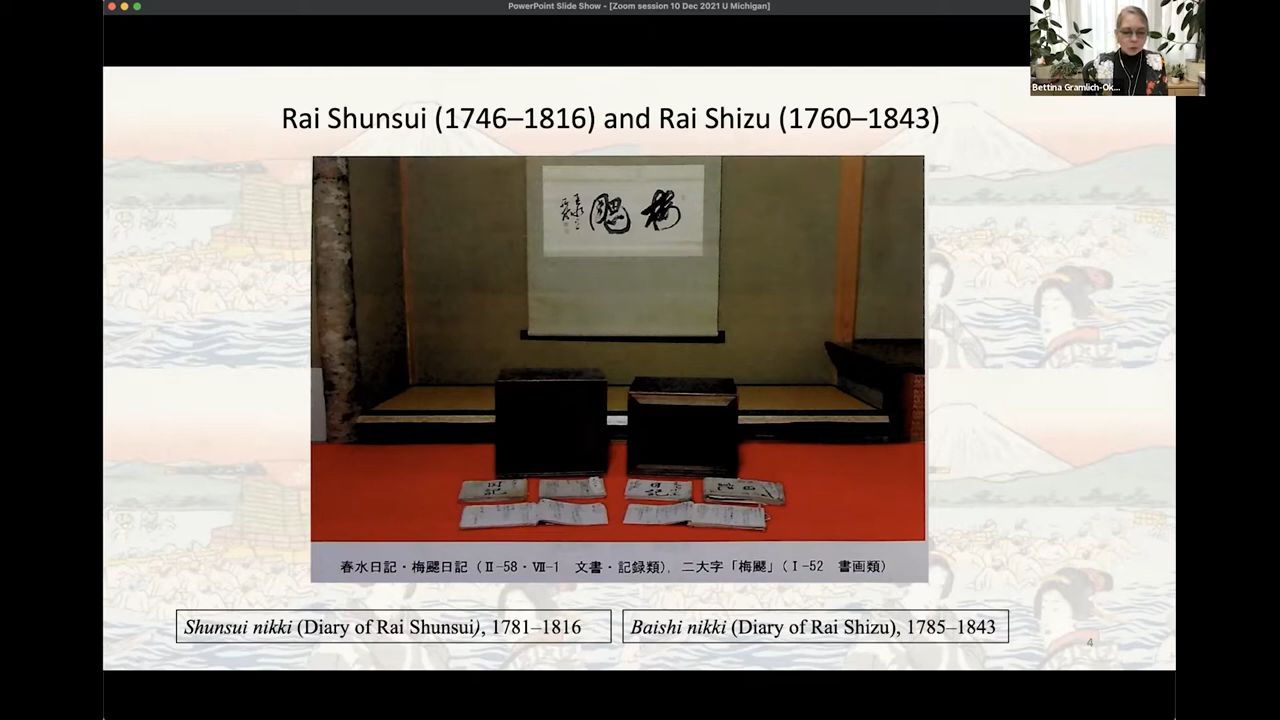 PowerPoint Slide Show - [Zoom session 10 Dec 2021 U Michigan]
Bettina Gramlich-Ok...
Rai Shunsui (1746–1816) and Rai Shizu (1760–1843)
梅颸
日記
春水日記・梅颸日記（Ⅱ-58・Ⅶ-1 文書・記録類），二大字「梅颸」（Ⅰ-52 書画類）
Shunsui nikki (Diary of Rai Shunsui), 1781–1816
Baishi nikki (Diary of Rai Shizu), 1785–1843
4